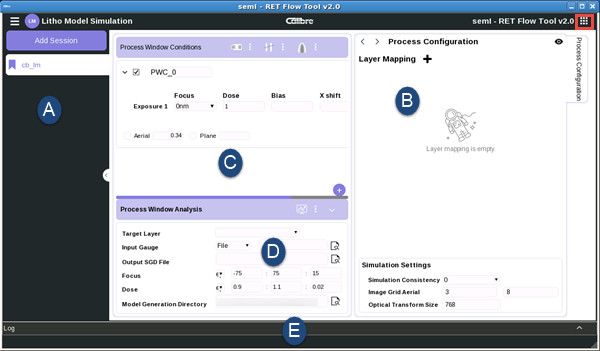 semi - RET Flow Tool v2.0
LM Litho Model Simulation
Calibre
semi - RET Flow Tool v2.0
Add Session
cb_lm
A
Process Window Conditions
PWC_0
Focus Dose Bias X shift
Exposure 1 0nm 1
Aerial 0.34 Plane
C
Process Window Analysis
Target Layer
Input Gauge File
Output SGD File
D
Focus -75 : 75 : 15
Dose 0.9 : 1.1 : 0.02
Model Generation Directory
Process Configuration
Layer Mapping
B
Layer mapping is empty.
Simulation Settings
Simulation Consistency 0
Image Grid Aerial 3 8
Optical Transform Size 768
Process Configuration
Log
E